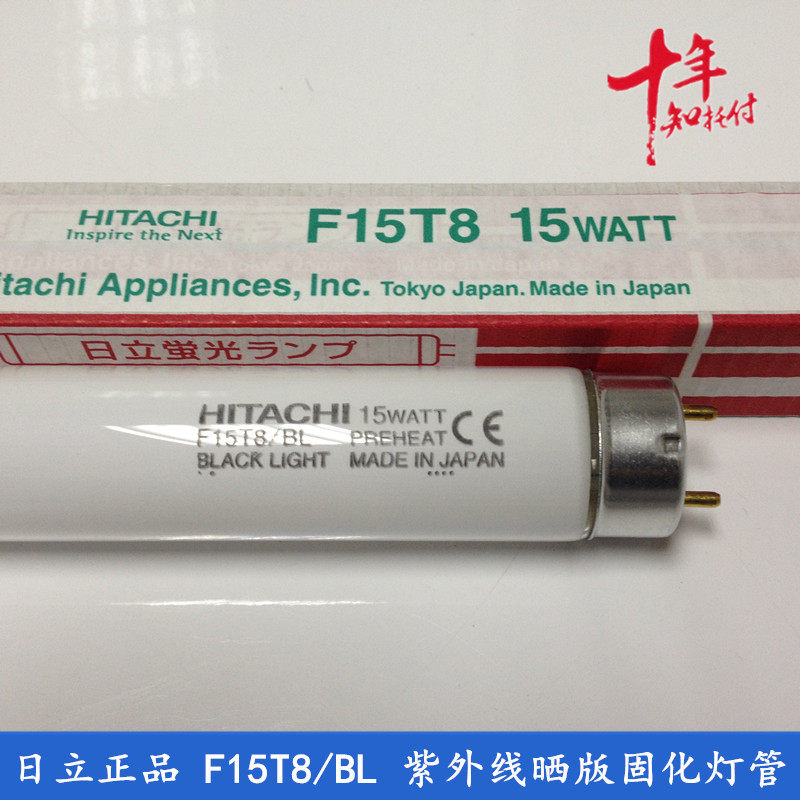 十年
知托付
HITACHI
Inspire the Next
F15T8 15WATT
itachi Appliances, Inc. Tokyo Japan. Made in Japan
日立蛍光ランプ
HITACHI 15WATT
F15T8/BL PREHEAT CE
BLACK LIGHT MADE IN JAPAN
日立正品 F15T8/BL 紫外线晒版固化灯管